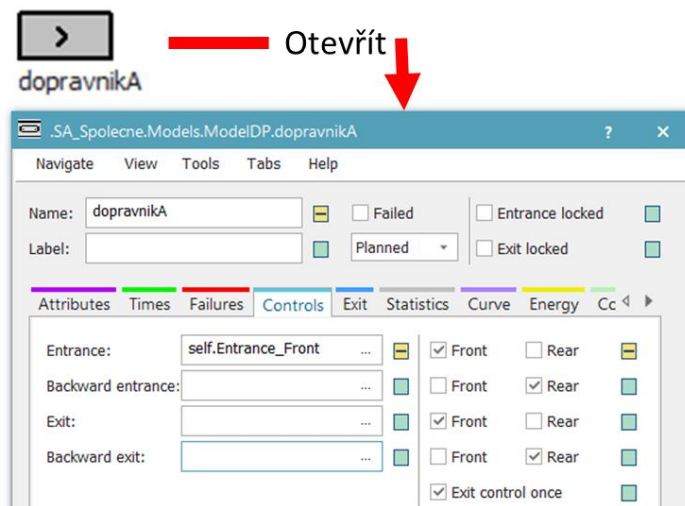 Otevřít
dopravnikA
.SA_Spolecne.Models.ModelDP.dopravnikA ? ×
Navigate View Tools Tabs Help
Name: dopravnikA Failed Entrance locked
Label: Planned Exit locked
Attributes Times Failures Controls Exit Statistics Curve Energy Cc
Entrance: self.Entrance_Front ... Front Rear
Backward entrance: ... Front Rear
Exit: ... Front Rear
Backward exit: ... Front Rear
Exit control once